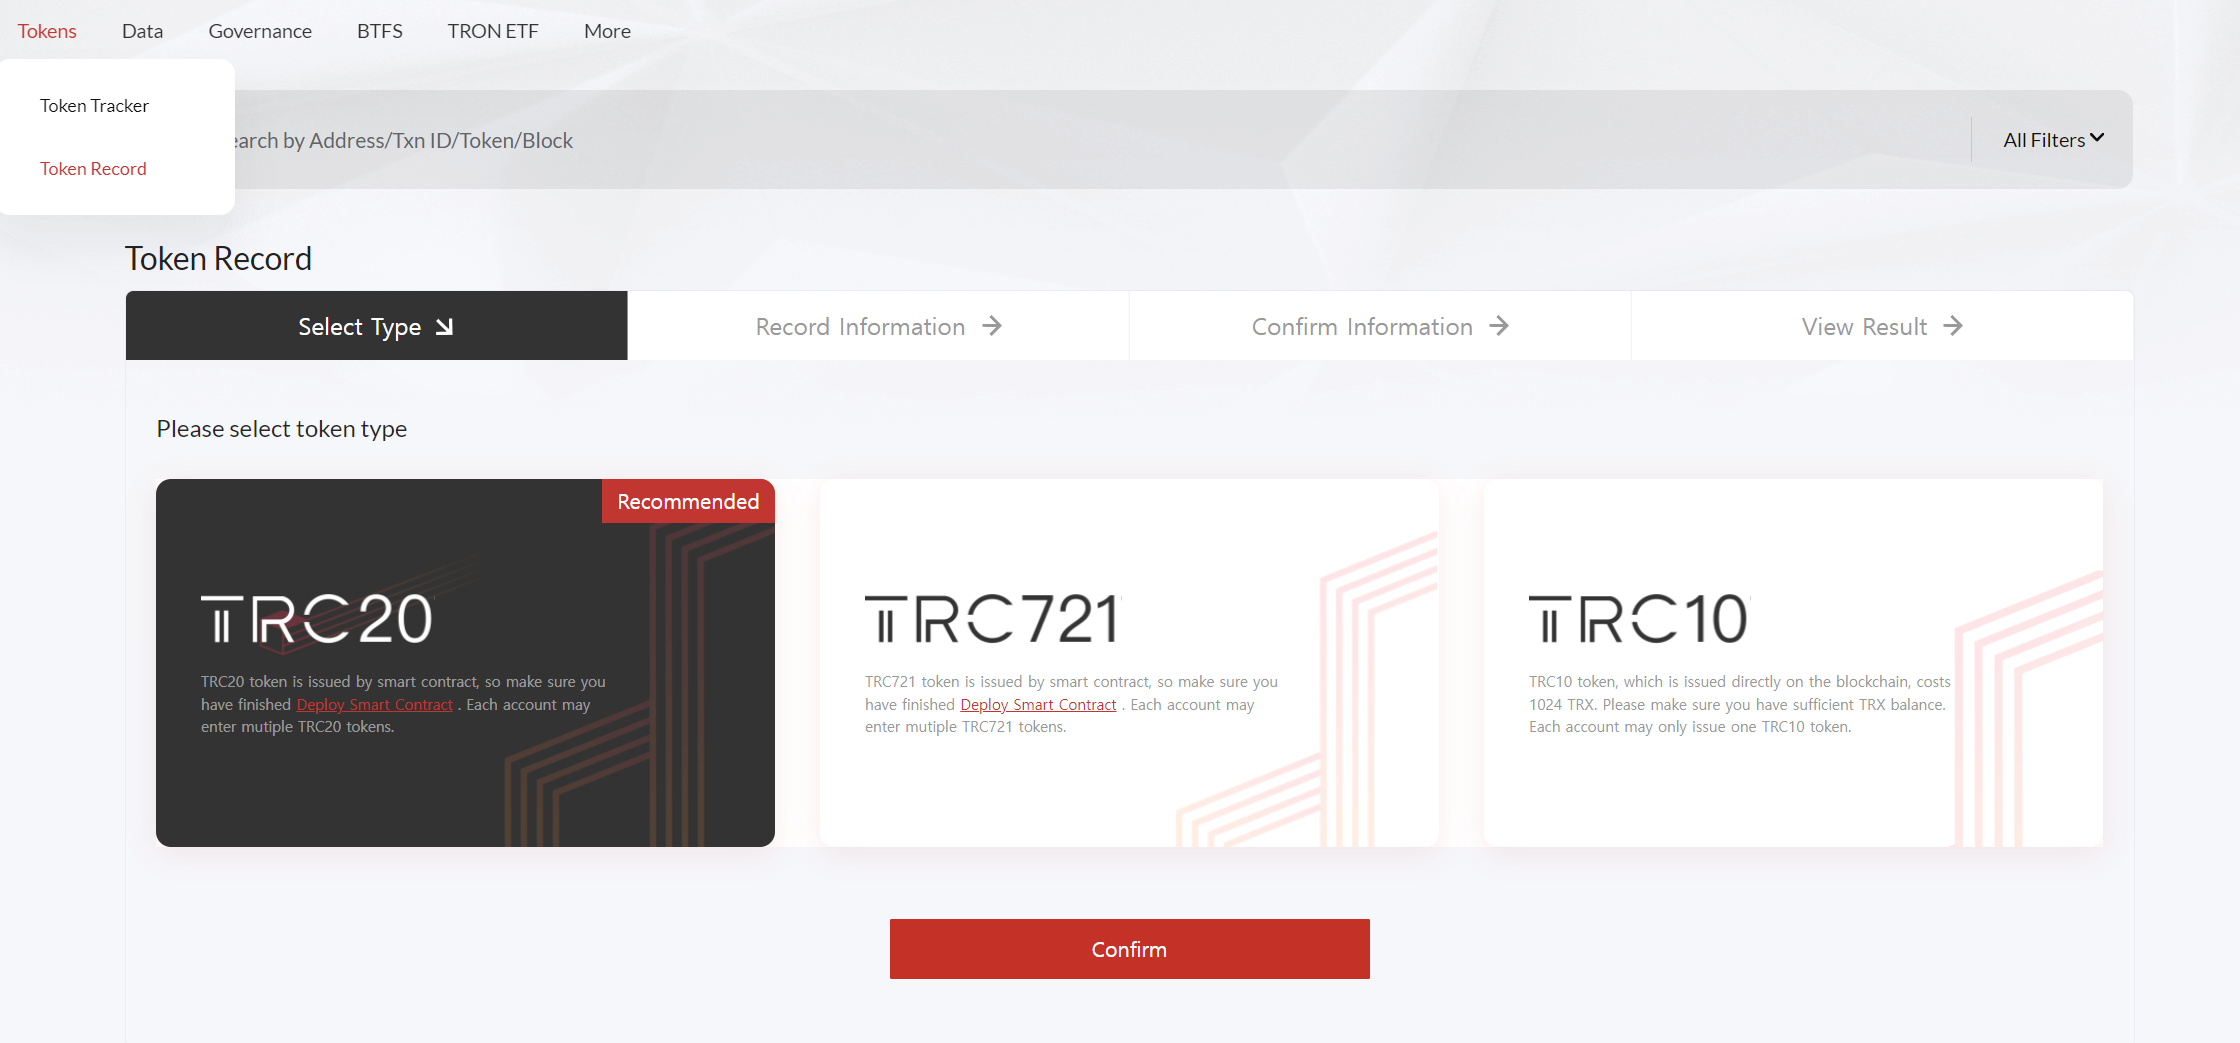 Tokens Data Governance BTFS TRON ETF More
Token Tracker
Token Record
earch by Address/Txn ID/Token/Block
All Filters
Token Record
Select Type
Record Information
Confirm Information
View Result
Please select token type
Recommended
TRC20
TRC20 token is issued by smart contract, so make sure you
have finished Deploy Smart Contract . Each account may
enter mutiple TRC20 tokens.
TRC721
TRC721 token is issued by smart contract, so make sure you
have finished Deploy Smart Contract . Each account may
enter mutiple TRC721 tokens.
TRC10
TRC10 token, which is issued directly on the blockchain, costs
1024 TRX. Please make sure you have sufficient TRX balance.
Each account may only issue one TRC10 token.
Confirm